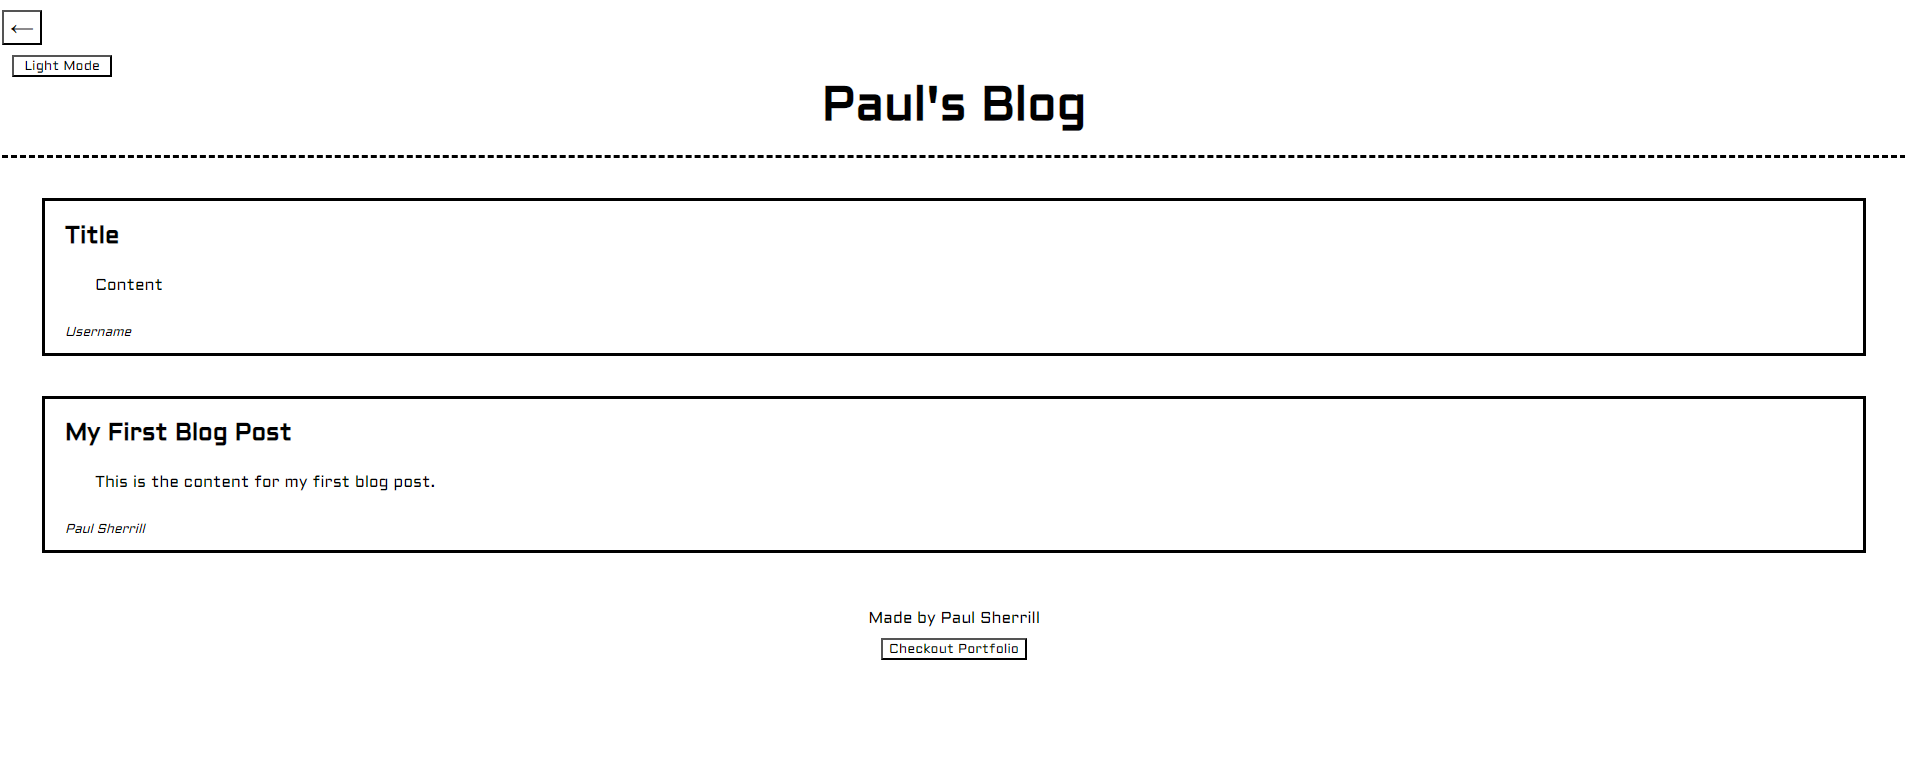 ←
Light Mode
Paul's Blog
Title
Content
Username
My First Blog Post
This is the content for my first blog post.
Paul Sherrill
Made by Paul Sherrill
Checkout Portfolio